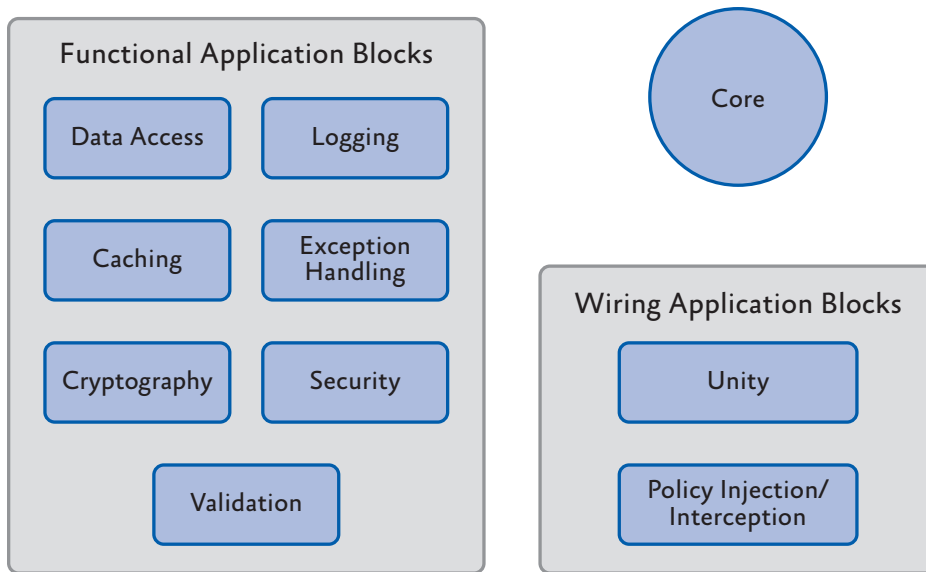 Functional Application Blocks
Data Access
Logging
Caching
Exception
Handling
Cryptography
Security
Validation
Core
Wiring Application Blocks
Unity
Policy Injection/
Interception